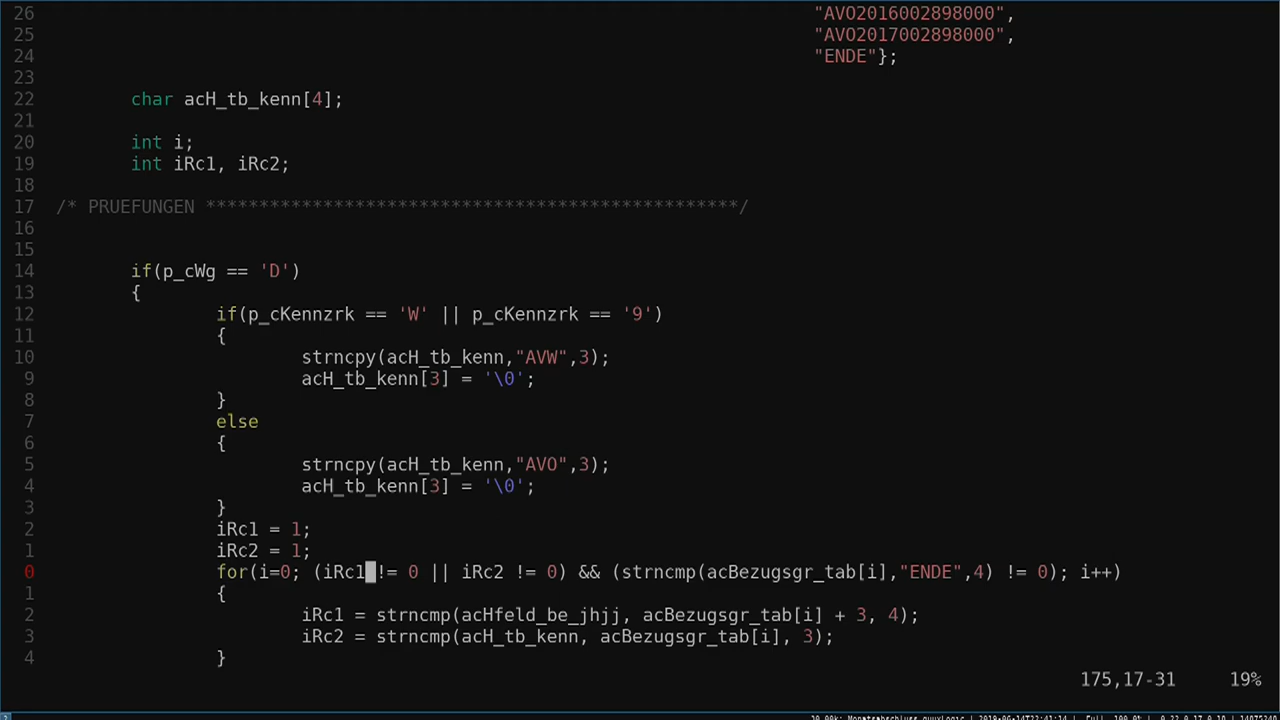 26 "AVO2016002898000",
25 "AVO2017002898000",
24 "ENDE"};
23
22 char acH_tb_kenn[4];
21
20 int i;
19 int iRc1, iRc2;
18
17 /* PRUEFUNGEN **************************************************/
16
15
14 if(p_cWg == 'D')
13 {
12 if(p_cKennzrk == 'W' || p_cKennzrk == '9')
11 {
10 strncpy(acH_tb_kenn,"AVW",3);
9 acH_tb_kenn[3] = '\0';
8 }
7 else
6 {
5 strncpy(acH_tb_kenn,"AVO",3);
4 acH_tb_kenn[3] = '\0';
3 }
2 iRc1 = 1;
1 iRc2 = 1;
0 for(i=0; (iRc1 != 0 || iRc2 != 0) && (strncmp(acBezugsgr_tab[i],"ENDE",4) != 0); i++)
1 {
2 iRc1 = strncmp(acHfeld_be_jhjj, acBezugsgr_tab[i] + 3, 4);
3 iRc2 = strncmp(acH_tb_kenn, acBezugsgr_tab[i], 3);
4 }
175,17-31 19%